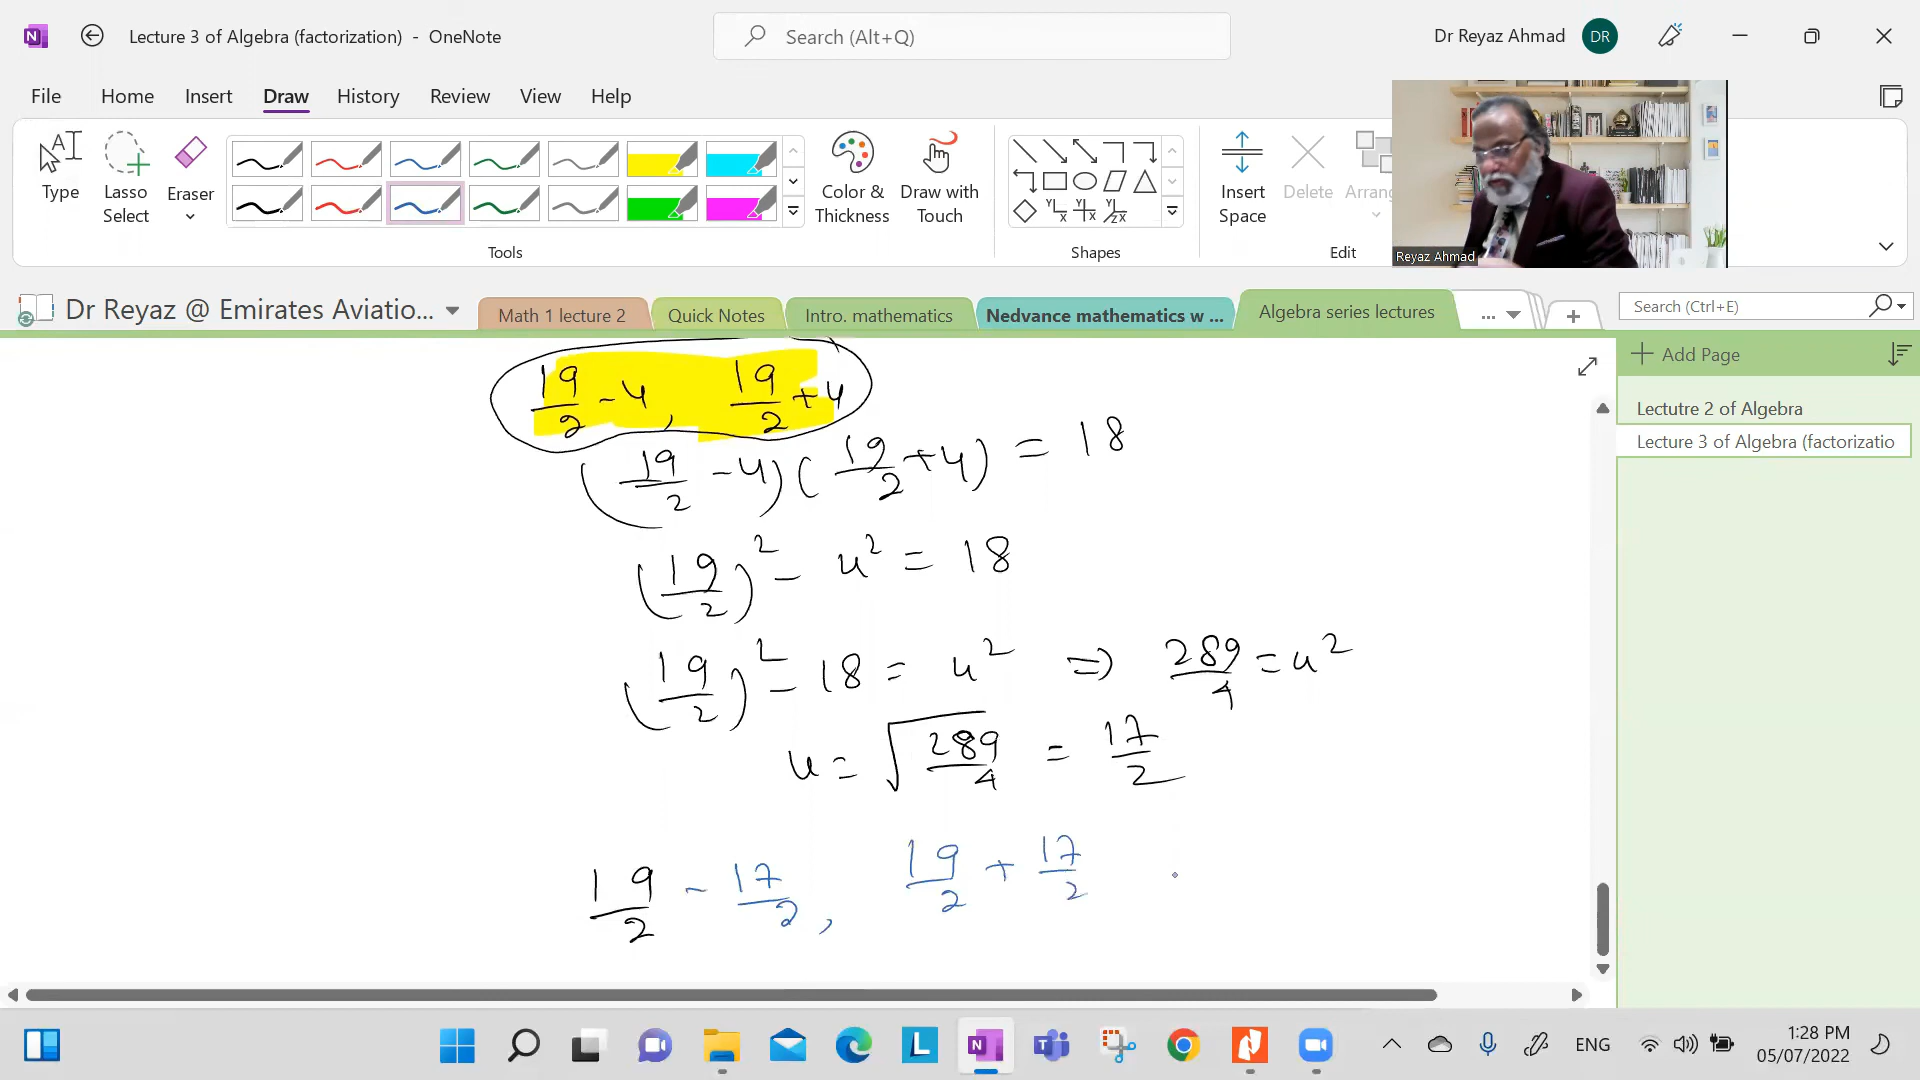 Lecture 3 of Algebra (factorization) - OneNote
Search (Alt+Q)
Dr Reyaz Ahmad
DR
File Home Insert Draw History Review View Help
Type
Lasso Select
Eraser
Color & Thickness
Draw with Touch
Insert Space
Delete
Arrang
Tools
Shapes
Edit
Reyaz Ahmad
Dr Reyaz @ Emirates Aviatio...
Math 1 lecture 2
Quick Notes
Intro. mathematics
Nedvance mathematics w ...
Algebra series lectures
...
Search (Ctrl+E)
Add Page
Lectutre 2 of Algebra
Lecture 3 of Algebra (factorizatio
19/2 - u, 19/2 + u
(19/2 - u)(19/2 + u) = 18
(19/2)² - u² = 18
(19/2)² - 18 = u² => 289/4 = u²
u = √(289/4) = 17/2
19/2 - 17/2, 19/2 + 17/2
ENG
1:28 PM
05/07/2022